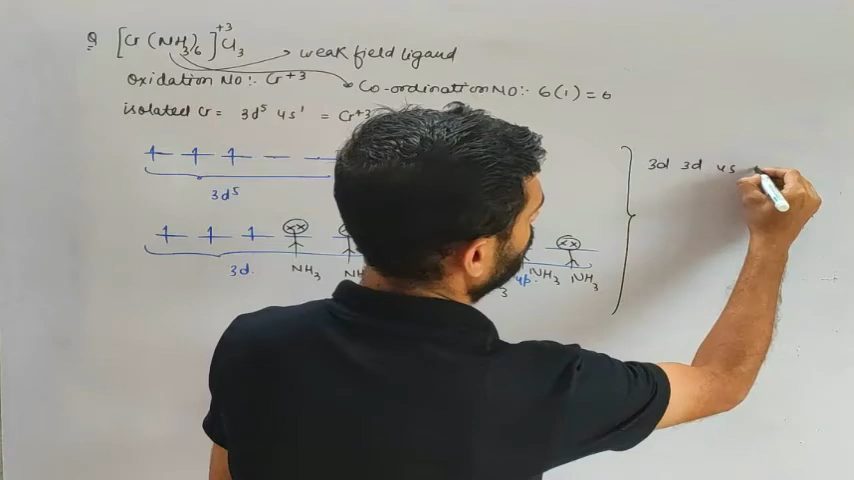 Q [Cr(NH3)6]+3 Cl3 → weak field ligand
Oxidation No:- Cr+3 → Co-ordination No:- 6(1) = 6
isolated Cr = 3d5 4s1 = Cr+3
3d5
NH3 NH3 NH3
3d. 4p.
3d 3d 4s